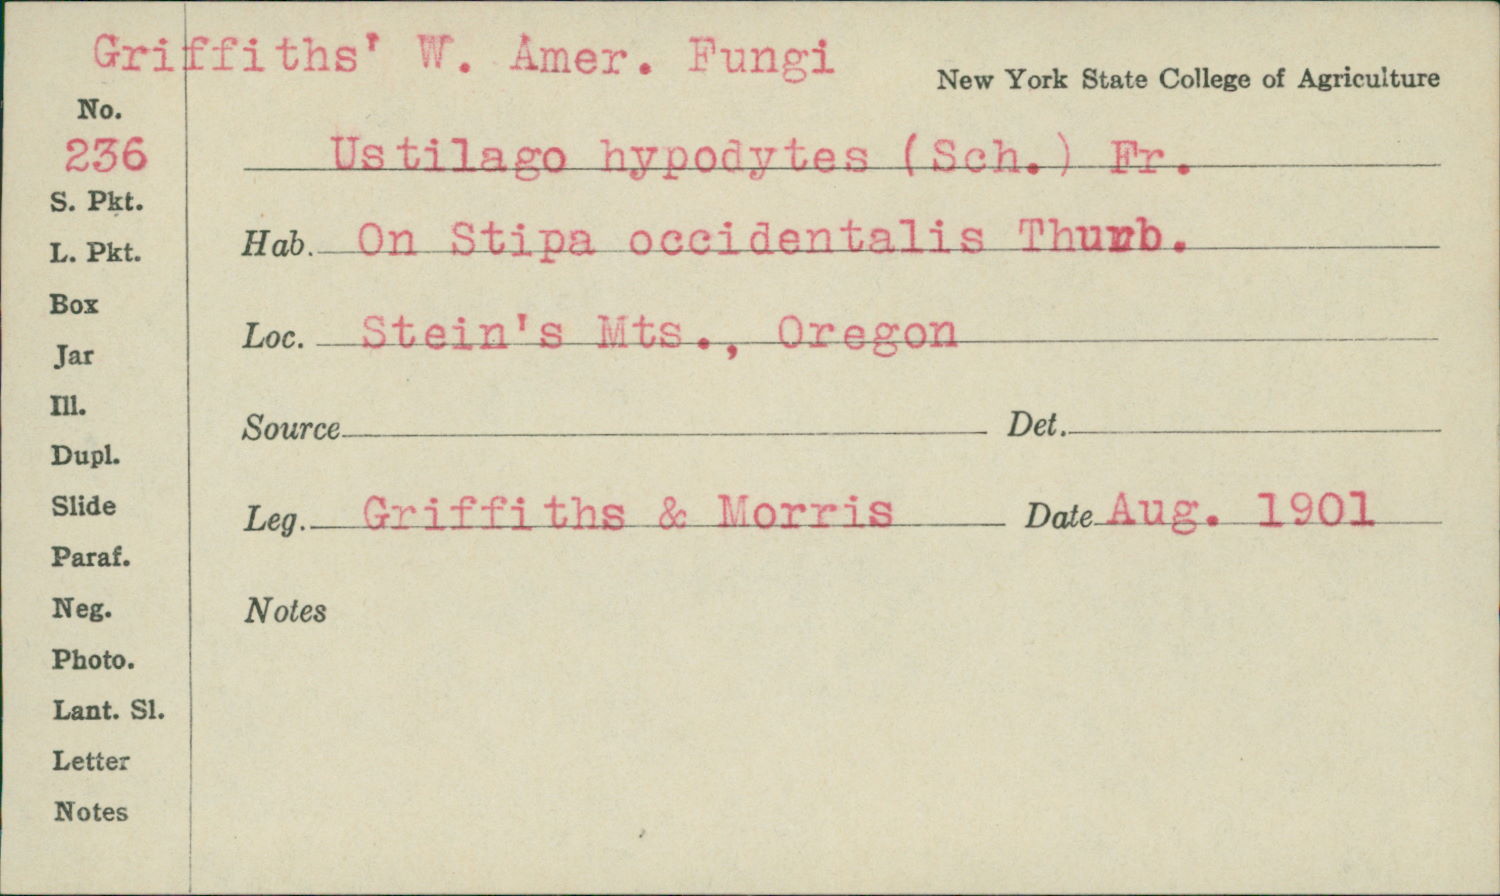 Griffiths' W. Amer. Fungi
New York State College of Agriculture
No.
236
Ustilago hypodytes (Sch.) Fr.
S. Pkt.
Hab. On Stipa occidentalis Thurb.
L. Pkt.
Box
Loc. Stein's Mts., Oregon
Jar
Ill.
Source Det.
Dupl.
Slide
Leg. Griffiths & Morris Date Aug. 1901
Paraf.
Neg.
Notes
Photo.
Lant. Sl.
Letter
Notes